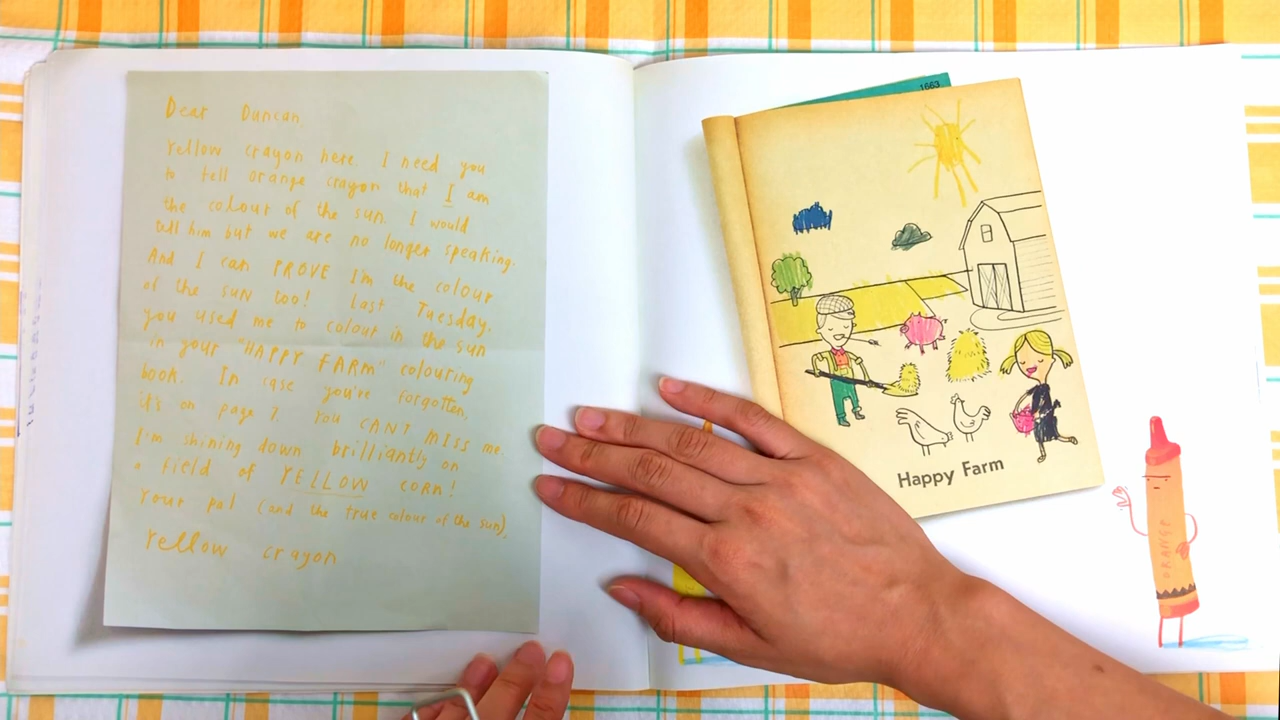 Dear Duncan,
Yellow crayon here. I need you
to tell orange crayon that I am
the colour of the sun. I would
tell him but we are no longer speaking.
And I can PROVE I'm the colour
of the sun too! Last Tuesday,
you used me to colour in the sun
in your "HAPPY FARM" colouring
book. In case you've forgotten,
it's on page 7. You CAN'T MISS me.
I'm shining down brilliantly on
a field of YELLOW corn!
Your pal (and the true colour of the sun),
Yellow crayon
1663
Happy Farm
ORANGE